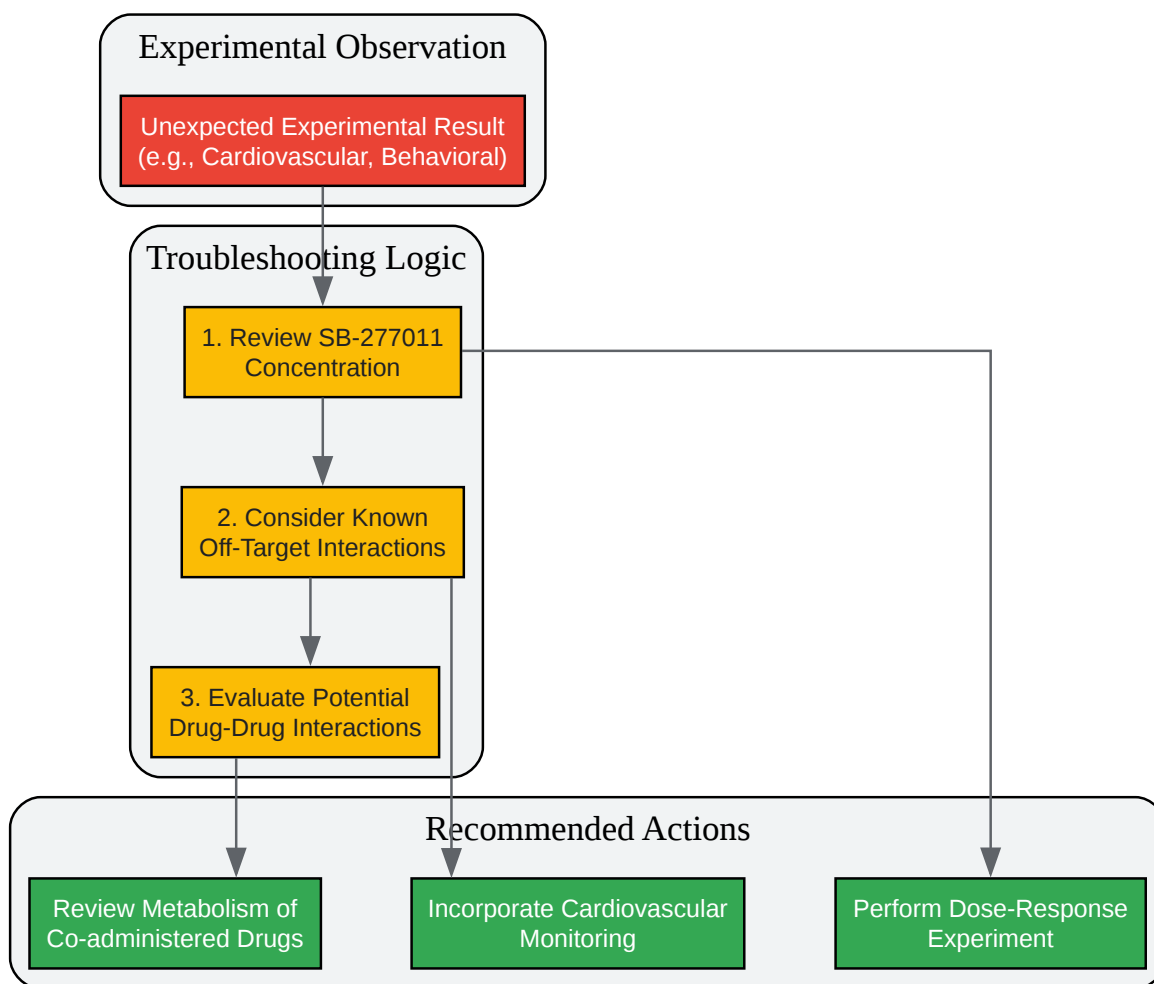 Experimental Observation
Unexpected Experimental Result
(e.g., Cardiovascular, Behavioral)
Troubleshooting Logic
1. Review SB-277011
Concentration
2. Consider Known
Off-Target Interactions
3. Evaluate Potential
Drug-Drug Interactions
Recommended Actions
Review Metabolism of
Co-administered Drugs
Incorporate Cardiovascular
Monitoring
Perform Dose-Response
Experiment